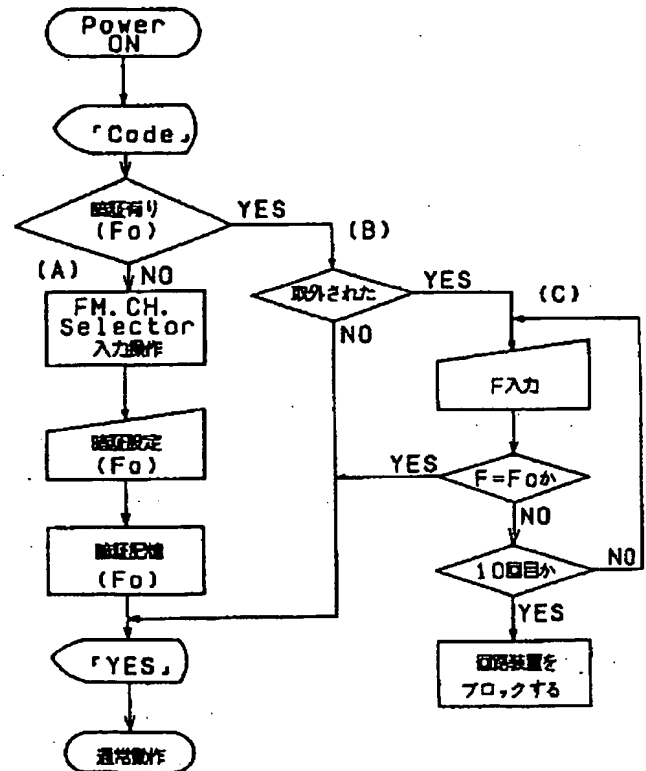 Power
ON
「Code」
暗証有り
(Fo)
YES
(B)
(A)
NO
FM.CH.
Selector
入力操作
取外された
YES
(C)
NO
F入力
暗証設定
(Fo)
YES
F=Foか
NO
暗証記憶
(Fo)
10回目か
NO
YES
「YES」
回路装置を
ブロックする
通常動作